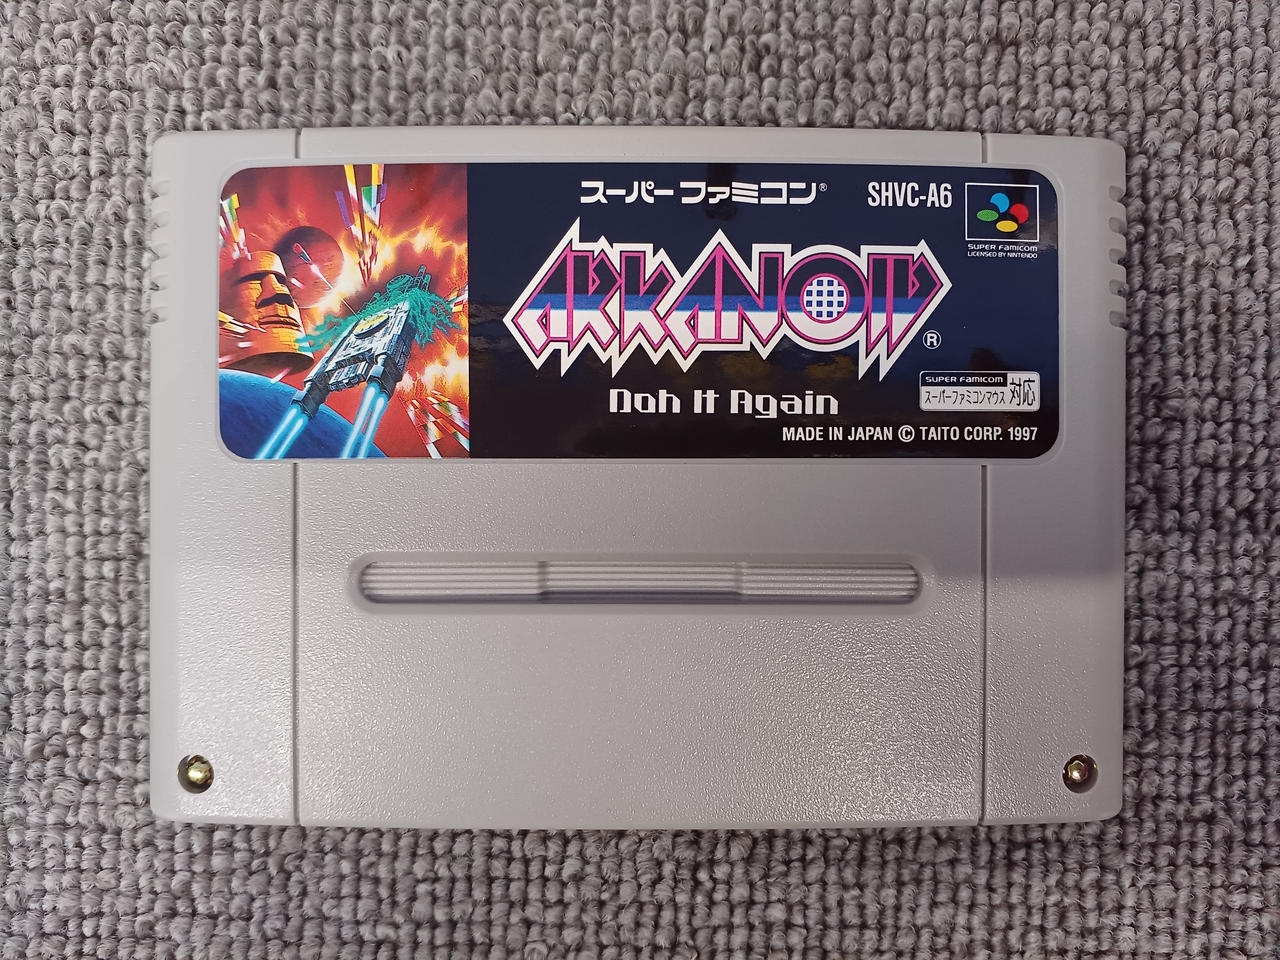 スーパーファミコン®
SHVC-A6
SUPER FAMICOM
LICENSED BY NINTENDO
ARKANOID®
Doh It Again
SUPER FAMICOM
スーパーファミコンマウス
対応
MADE IN JAPAN © TAITO CORP. 1997